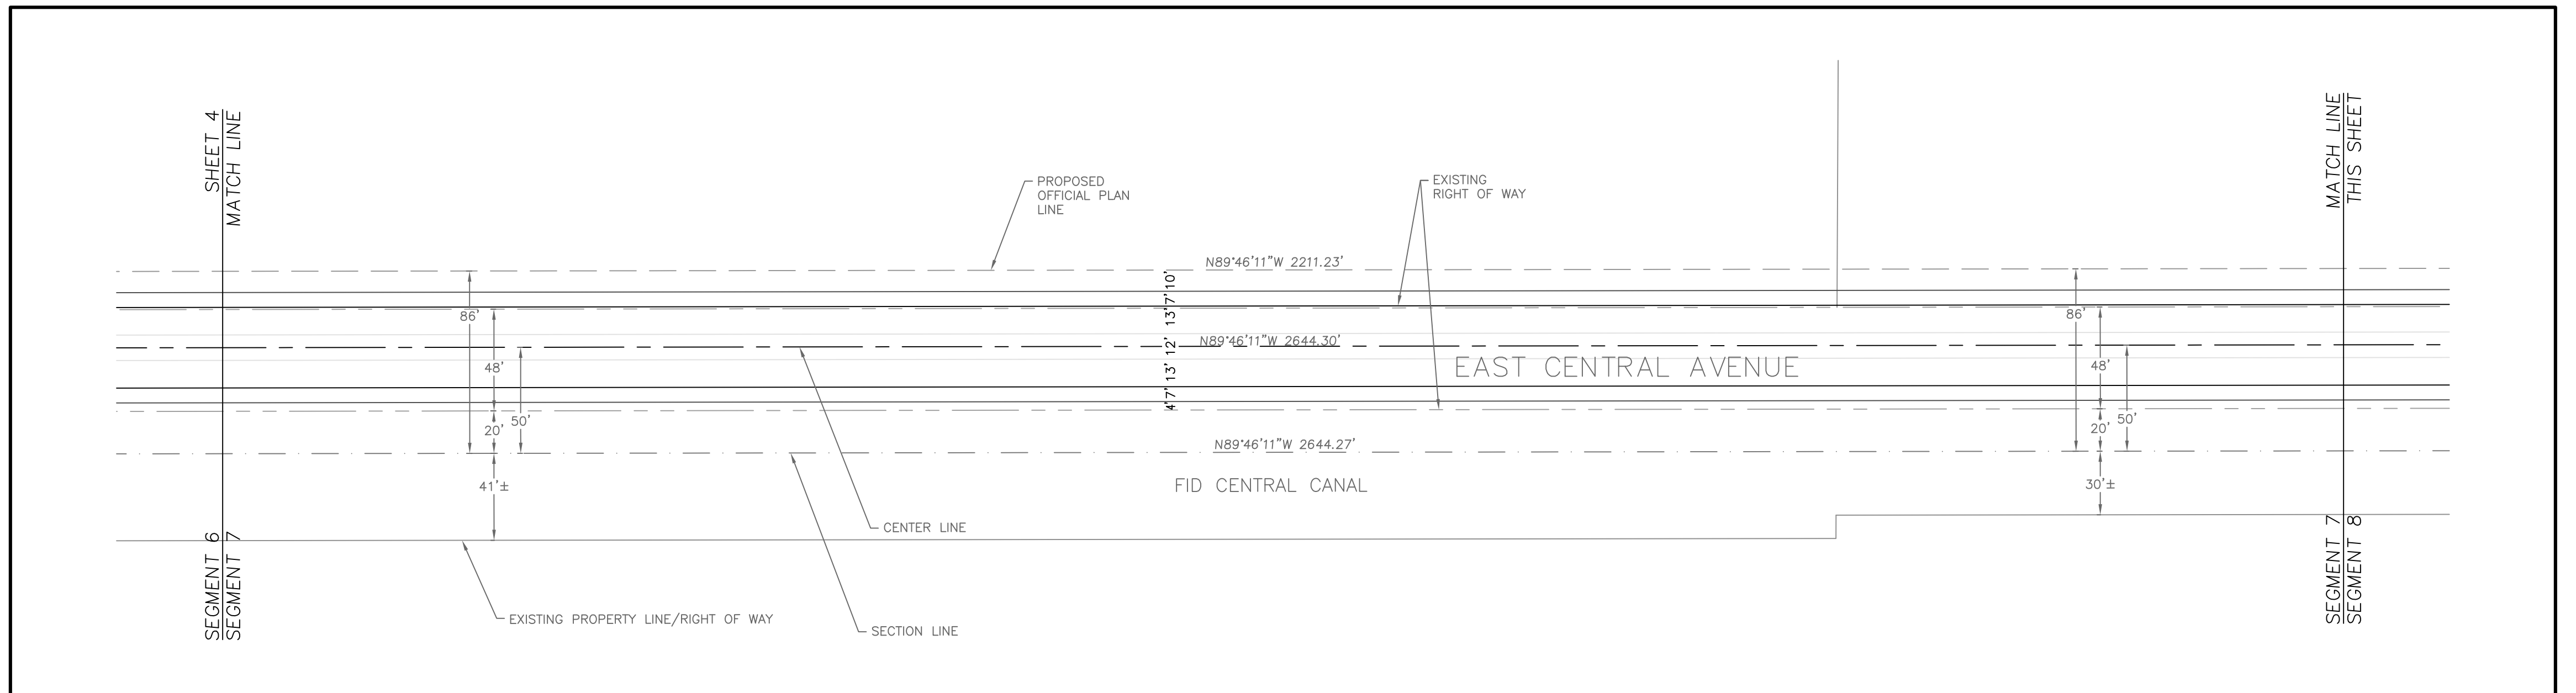 SHEET 4
MATCH LINE
MATCH LINE
THIS SHEET
PROPOSED
OFFICIAL PLAN
LINE
EXISTING
RIGHT OF WAY
N89°46'11"W 2211.23'
10'
7'
13'
12'
13'
7'
4'
N89°46'11"W 2644.30'
EAST CENTRAL AVENUE
86'
48'
50'
20'
41'±
86'
48'
50'
20'
30'±
N89°46'11"W 2644.27'
FID CENTRAL CANAL
CENTER LINE
SECTION LINE
EXISTING PROPERTY LINE/RIGHT OF WAY
SEGMENT 6
SEGMENT 7
SEGMENT 7
SEGMENT 8